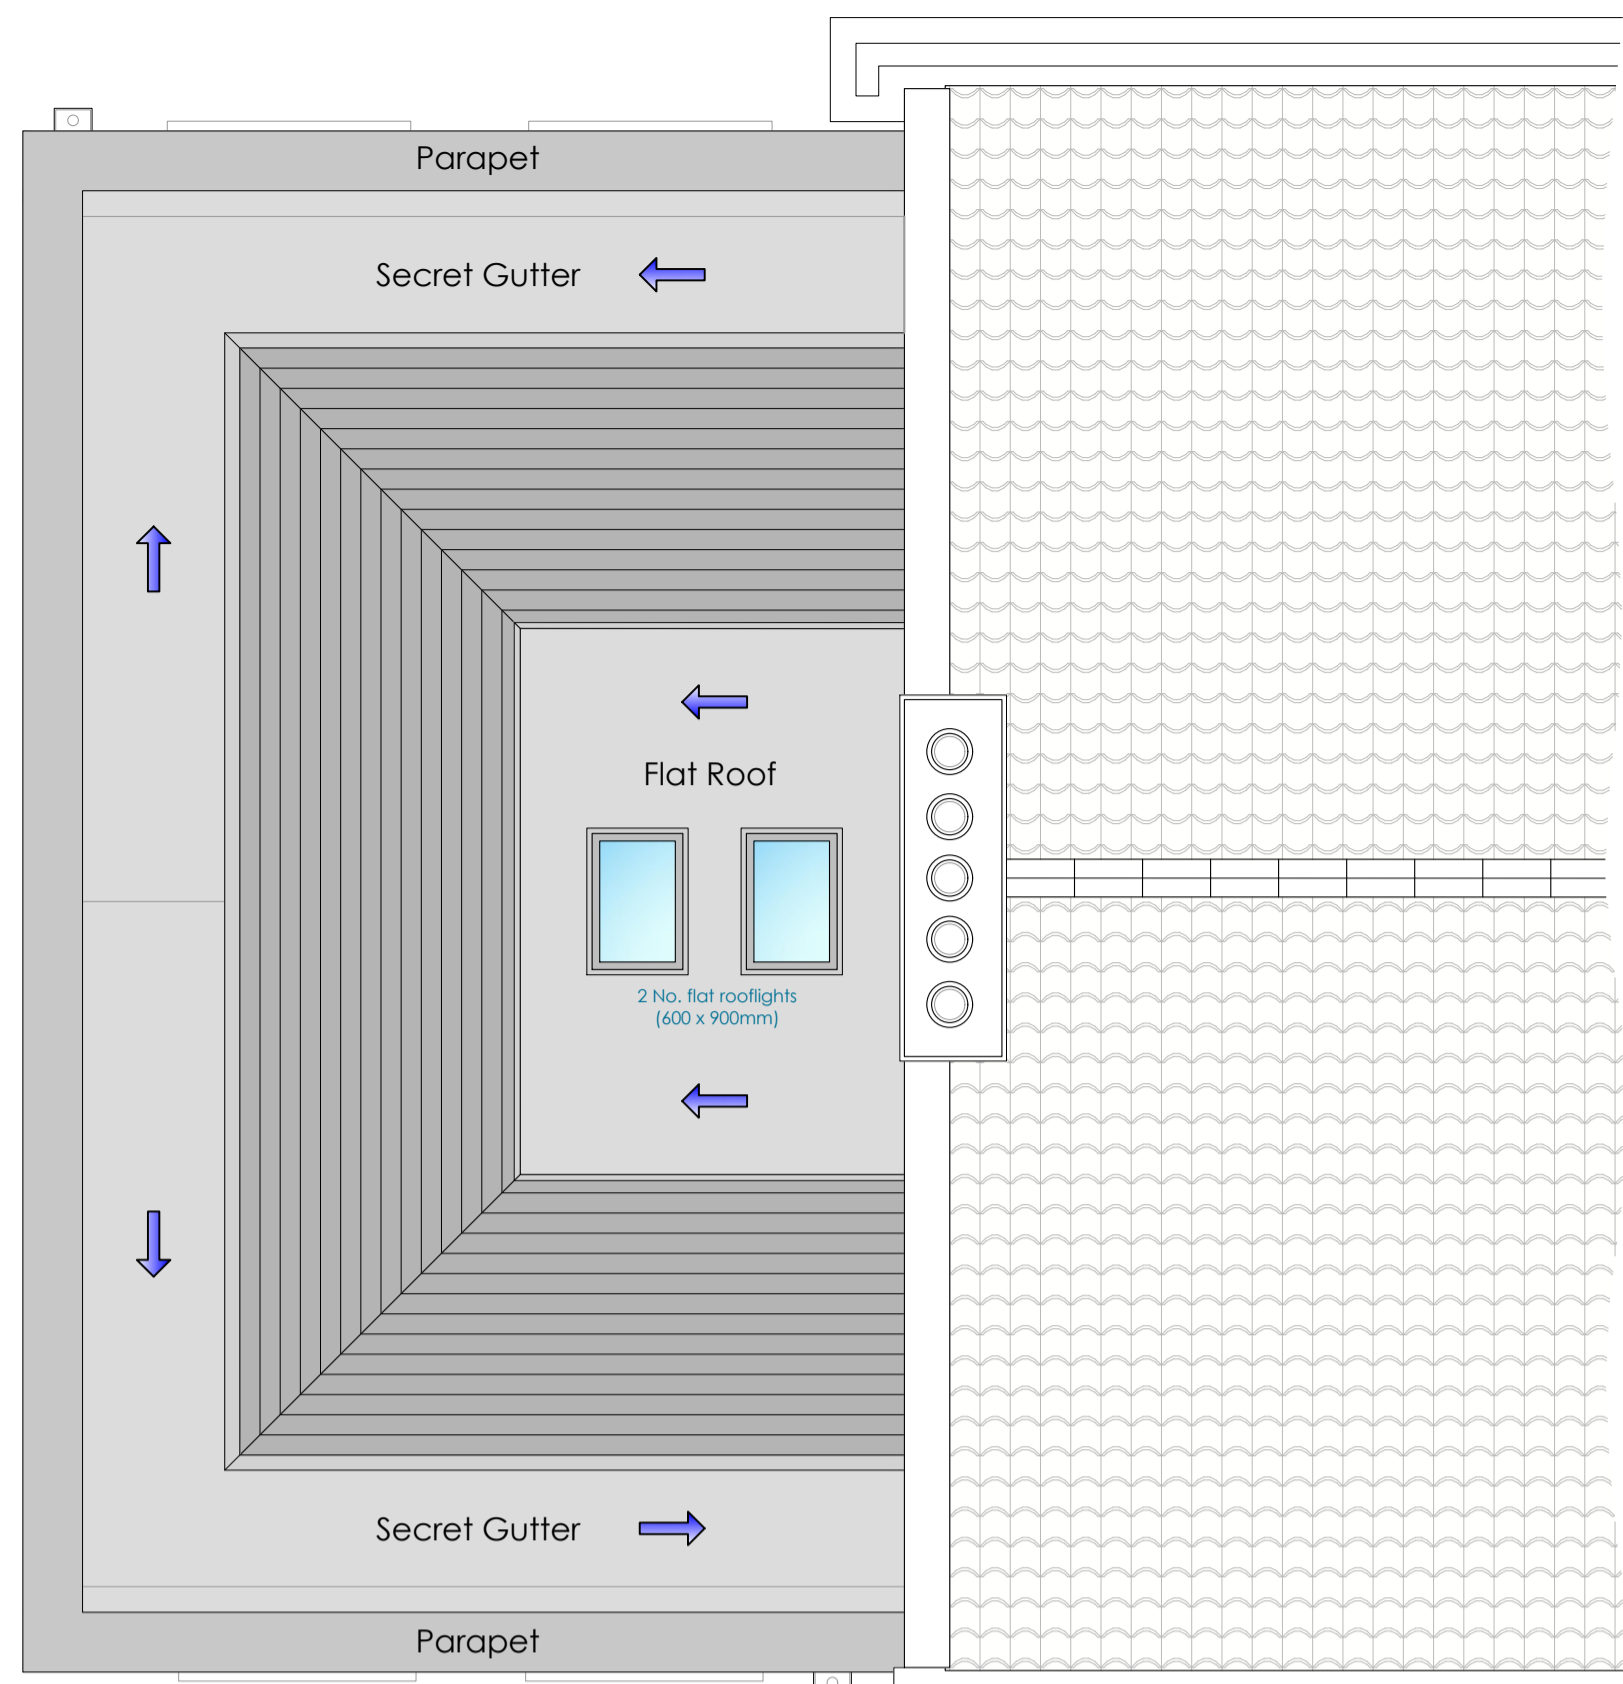 Parapet
Secret Gutter
Flat Roof
2 No. flat rooflights
(600 x 900mm)
Secret Gutter
Parapet